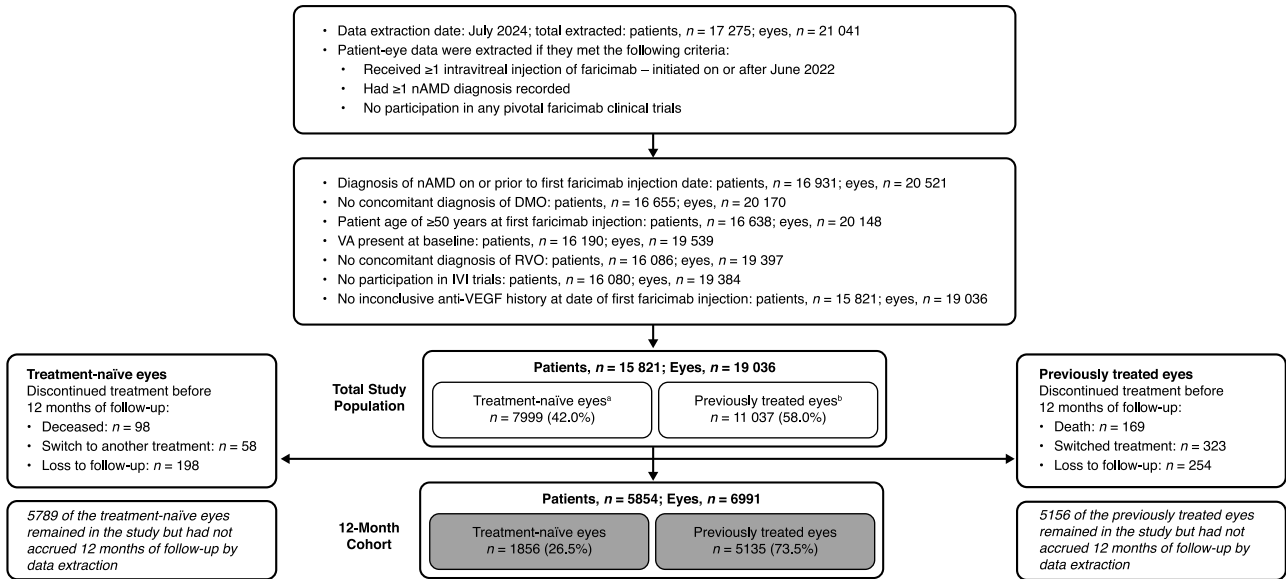 • Data extraction date: July 2024; total extracted: patients, n = 17 275; eyes, n = 21 041
• Patient-eye data were extracted if they met the following criteria:
• Received ≥1 intravitreal injection of faricimab – initiated on or after June 2022
• Had ≥1 nAMD diagnosis recorded
• No participation in any pivotal faricimab clinical trials
• Diagnosis of nAMD on or prior to first faricimab injection date: patients, n = 16 931; eyes, n = 20 521
• No concomitant diagnosis of DMO: patients, n = 16 655; eyes, n = 20 170
• Patient age of ≥50 years at first faricimab injection: patients, n = 16 638; eyes, n = 20 148
• VA present at baseline: patients, n = 16 190; eyes, n = 19 539
• No concomitant diagnosis of RVO: patients, n = 16 086; eyes, n = 19 397
• No participation in IVI trials: patients, n = 16 080; eyes, n = 19 384
• No inconclusive anti-VEGF history at date of first faricimab injection: patients, n = 15 821; eyes, n = 19 036
Treatment-naïve eyes
Discontinued treatment before
12 months of follow-up:
• Deceased: n = 98
• Switch to another treatment: n = 58
• Loss to follow-up: n = 198
5789 of the treatment-naïve eyes
remained in the study but had not
accrued 12 months of follow-up by
data extraction
Total Study
Population
Patients, n = 15 821; Eyes, n = 19 036
Treatment-naïve eyesᵃ
n = 7999 (42.0%)
Previously treated eyesᵇ
n = 11 037 (58.0%)
12-Month
Cohort
Patients, n = 5854; Eyes, n = 6991
Treatment-naïve eyes
n = 1856 (26.5%)
Previously treated eyes
n = 5135 (73.5%)
Previously treated eyes
Discontinued treatment before
12 months of follow-up:
• Death: n = 169
• Switched treatment: n = 323
• Loss to follow-up: n = 254
5156 of the previously treated eyes
remained in the study but had not
accrued 12 months of follow-up by
data extraction